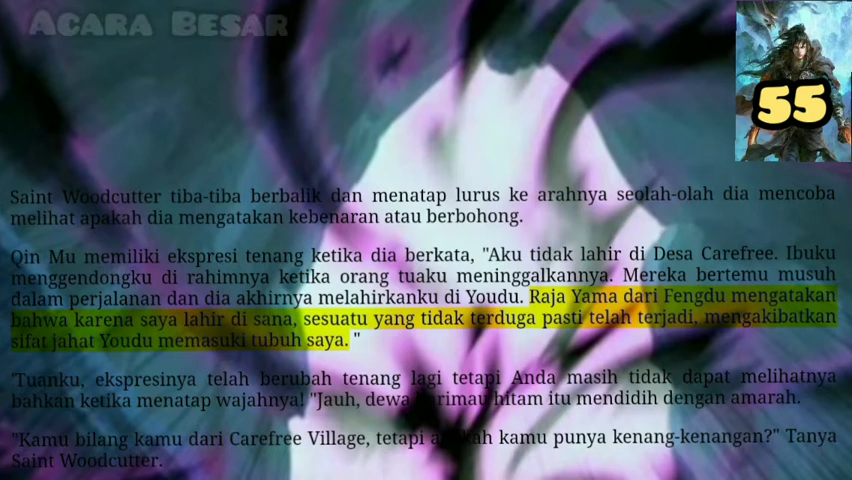 Acara Besar
55
Saint Woodcutter tiba-tiba berbalik dan menatap lurus ke arahnya seolah-olah dia mencoba
melihat apakah dia mengatakan kebenaran atau berbohong.
Qin Mu memiliki ekspresi tenang ketika dia berkata, "Aku tidak lahir di Desa Carefree. Ibuku
menggendongku di rahimnya ketika orang tuaku meninggalkannya. Mereka bertemu musuh
dalam perjalanan dan dia akhirnya melahirkanku di Youdu. Raja Yama dari Fengdu mengatakan
bahwa karena saya lahir di sana, sesuatu yang tidak terduga pasti telah terjadi, mengakibatkan
sifat jahat Youdu memasuki tubuh saya. "
"Tuanku, ekspresinya telah berubah tenang lagi tetapi Anda masih tidak dapat melihatnya
bahkan ketika menatap wajahnya! "Jauh, dewa harimau hitam itu mendidih dengan amarah.
"Kamu bilang kamu dari Carefree Village, tetapi apakah kamu punya kenang-kenangan?" Tanya
Saint Woodcutter.